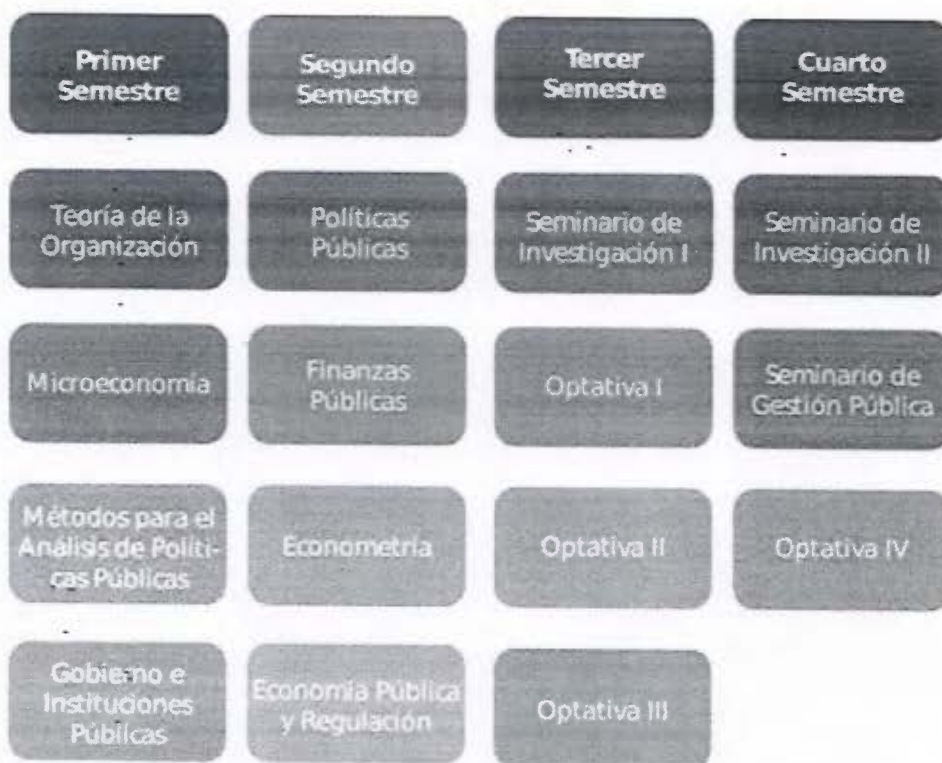 Primer
Semestre
Segundo
Semestre
Tercer
Semestre
Cuarto
Semestre
Teoría de la
Organización
Políticas
Públicas
Seminario de
Investigación I
Seminario de
Investigación II
Microeconomía
Finanzas
Públicas
Optativa I
Seminario de
Gestión Pública
Métodos para el
Análisis de Políti-
cas Públicas
Econometría
Optativa II
Optativa IV
Gobierno e
Instituciones
Públicas
Economía Pública
y Regulación
Optativa III